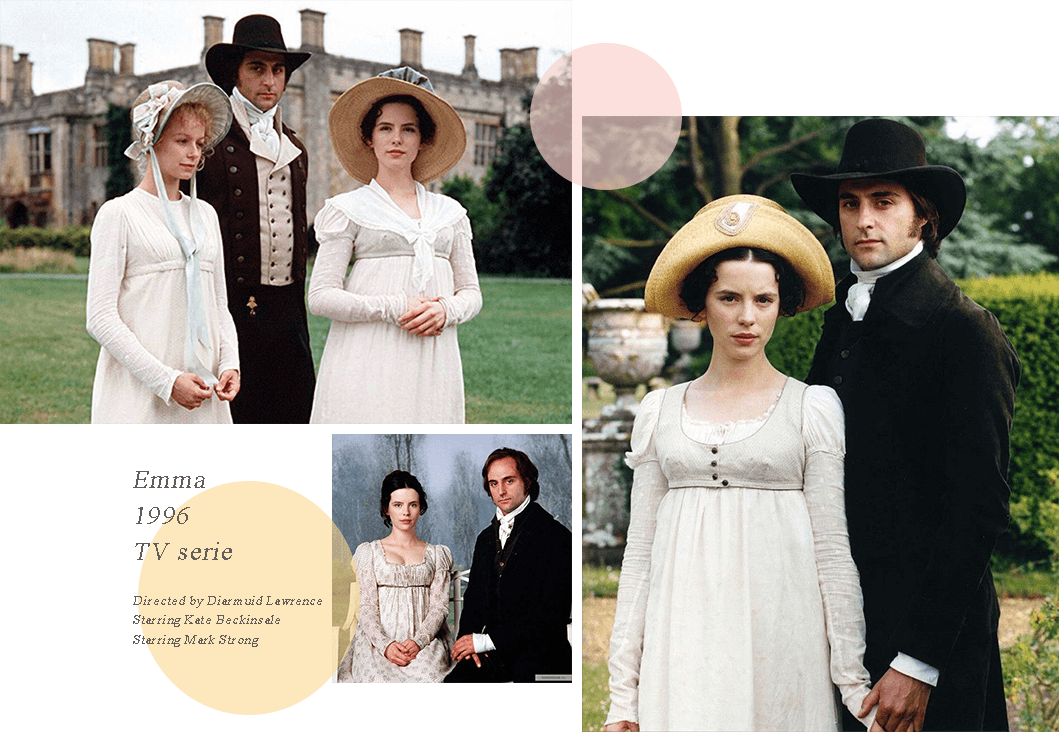 Emma
1996
TV serie
Directed by Diarmuid Lawrence
Starring Kate Beckinsale
Starring Mark Strong